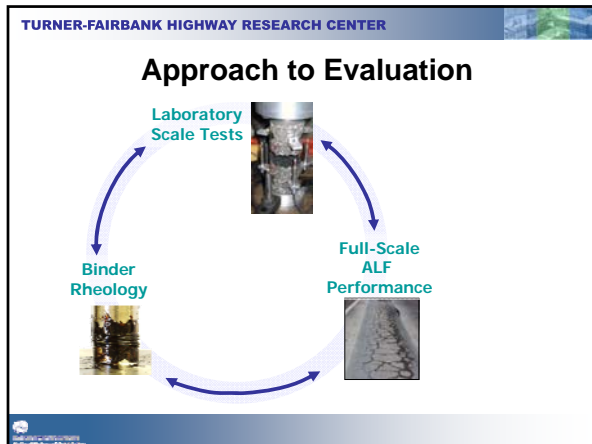 TURNER-FAIRBANK HIGHWAY RESEARCH CENTER
Approach to Evaluation
Laboratory
Scale Tests
Full-Scale
ALF
Performance
Binder
Rheology